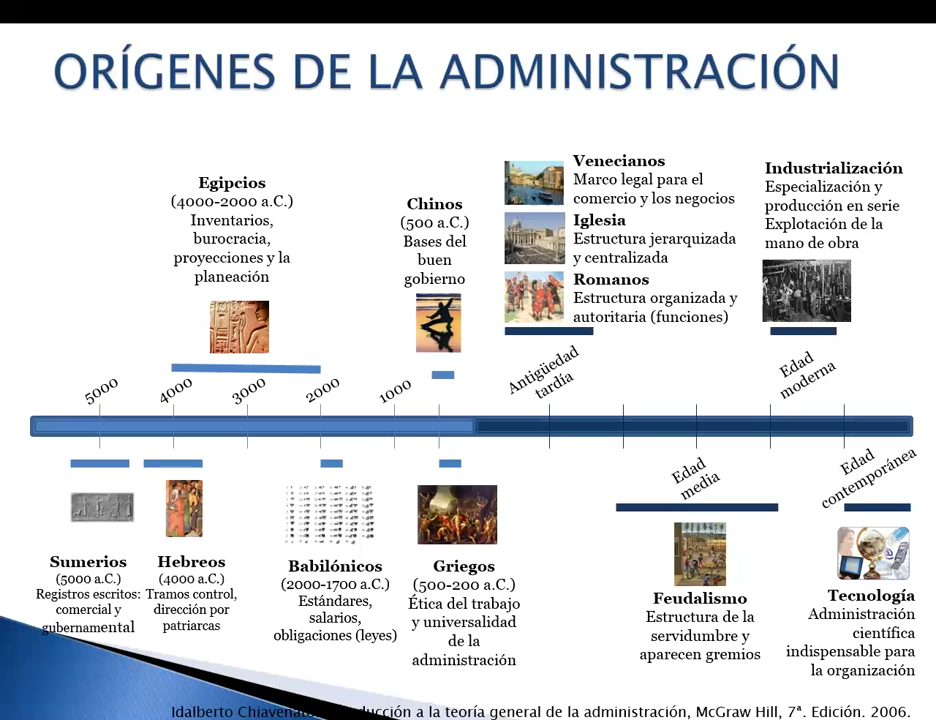 ORÍGENES DE LA ADMINISTRACIÓN
Egipcios
(4000-2000 a.C.)
Inventarios,
burocracia,
proyecciones y la
planeación
Chinos
(500 a.C.)
Bases del
buen
gobierno
Venecianos
Marco legal para el
comercio y los negocios
Iglesia
Estructura jerarquizada
y centralizada
Romanos
Estructura organizada y
autoritaria (funciones)
Industrialización
Especialización y
producción en serie
Explotación de la
mano de obra
5000
4000
3000
2000
1000
Antigüedad
tardía
Edad
moderna
Edad
media
Edad
contemporánea
Sumerios
(5000 a.C.)
Registros escritos:
comercial y
gubernamental
Hebreos
(4000 a.C.)
Tramos control,
dirección por
patriarcas
Babilónicos
(2000-1700 a.C.)
Estándares,
salarios,
obligaciones (leyes)
Griegos
(500-200 a.C.)
Ética del trabajo
y universalidad
de la
administración
Feudalismo
Estructura de la
servidumbre y
aparecen gremios
Tecnología
Administración
científica
indispensable para
la organización
Idalberto a la teoría general de la administración, McGraw Hill, 7ª. Edición. 2006.